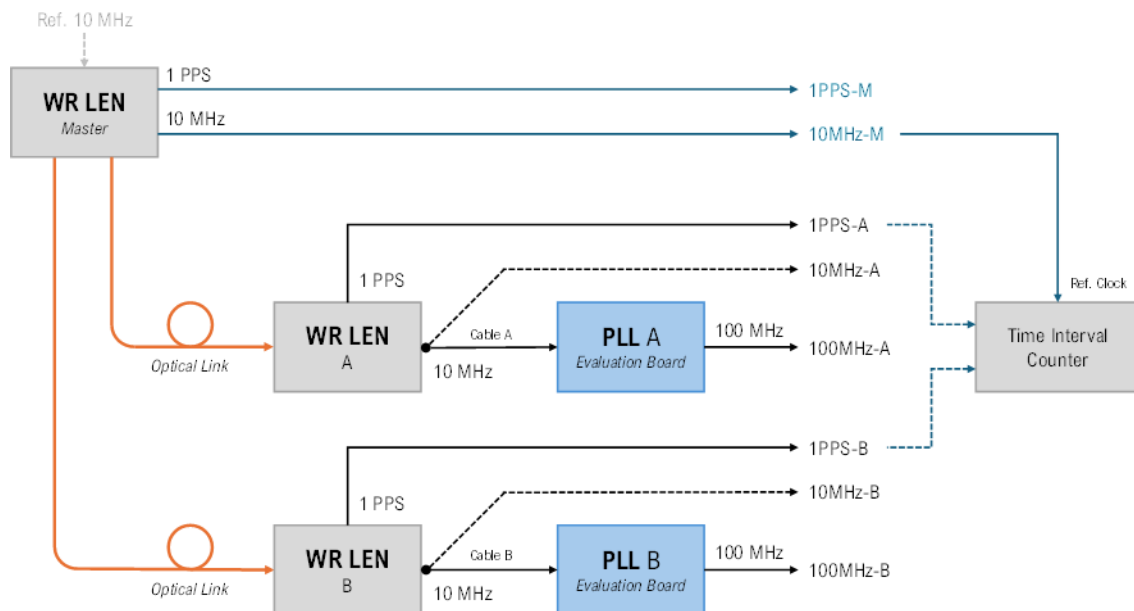 Ref. 10 MHz
1 PPS
WR LEN
Master
10 MHz
1PPS-M
10MHz-M
1PPS-A
1 PPS
10MHz-A
Ref. Clock
Optical Link
WR LEN
A
Cable A
10 MHz
PLL A
Evaluation Board
100 MHz
100MHz-A
Time Interval
Counter
1PPS-B
1 PPS
10MHz-B
Optical Link
WR LEN
B
Cable B
10 MHz
PLL B
Evaluation Board
100 MHz
100MHz-B